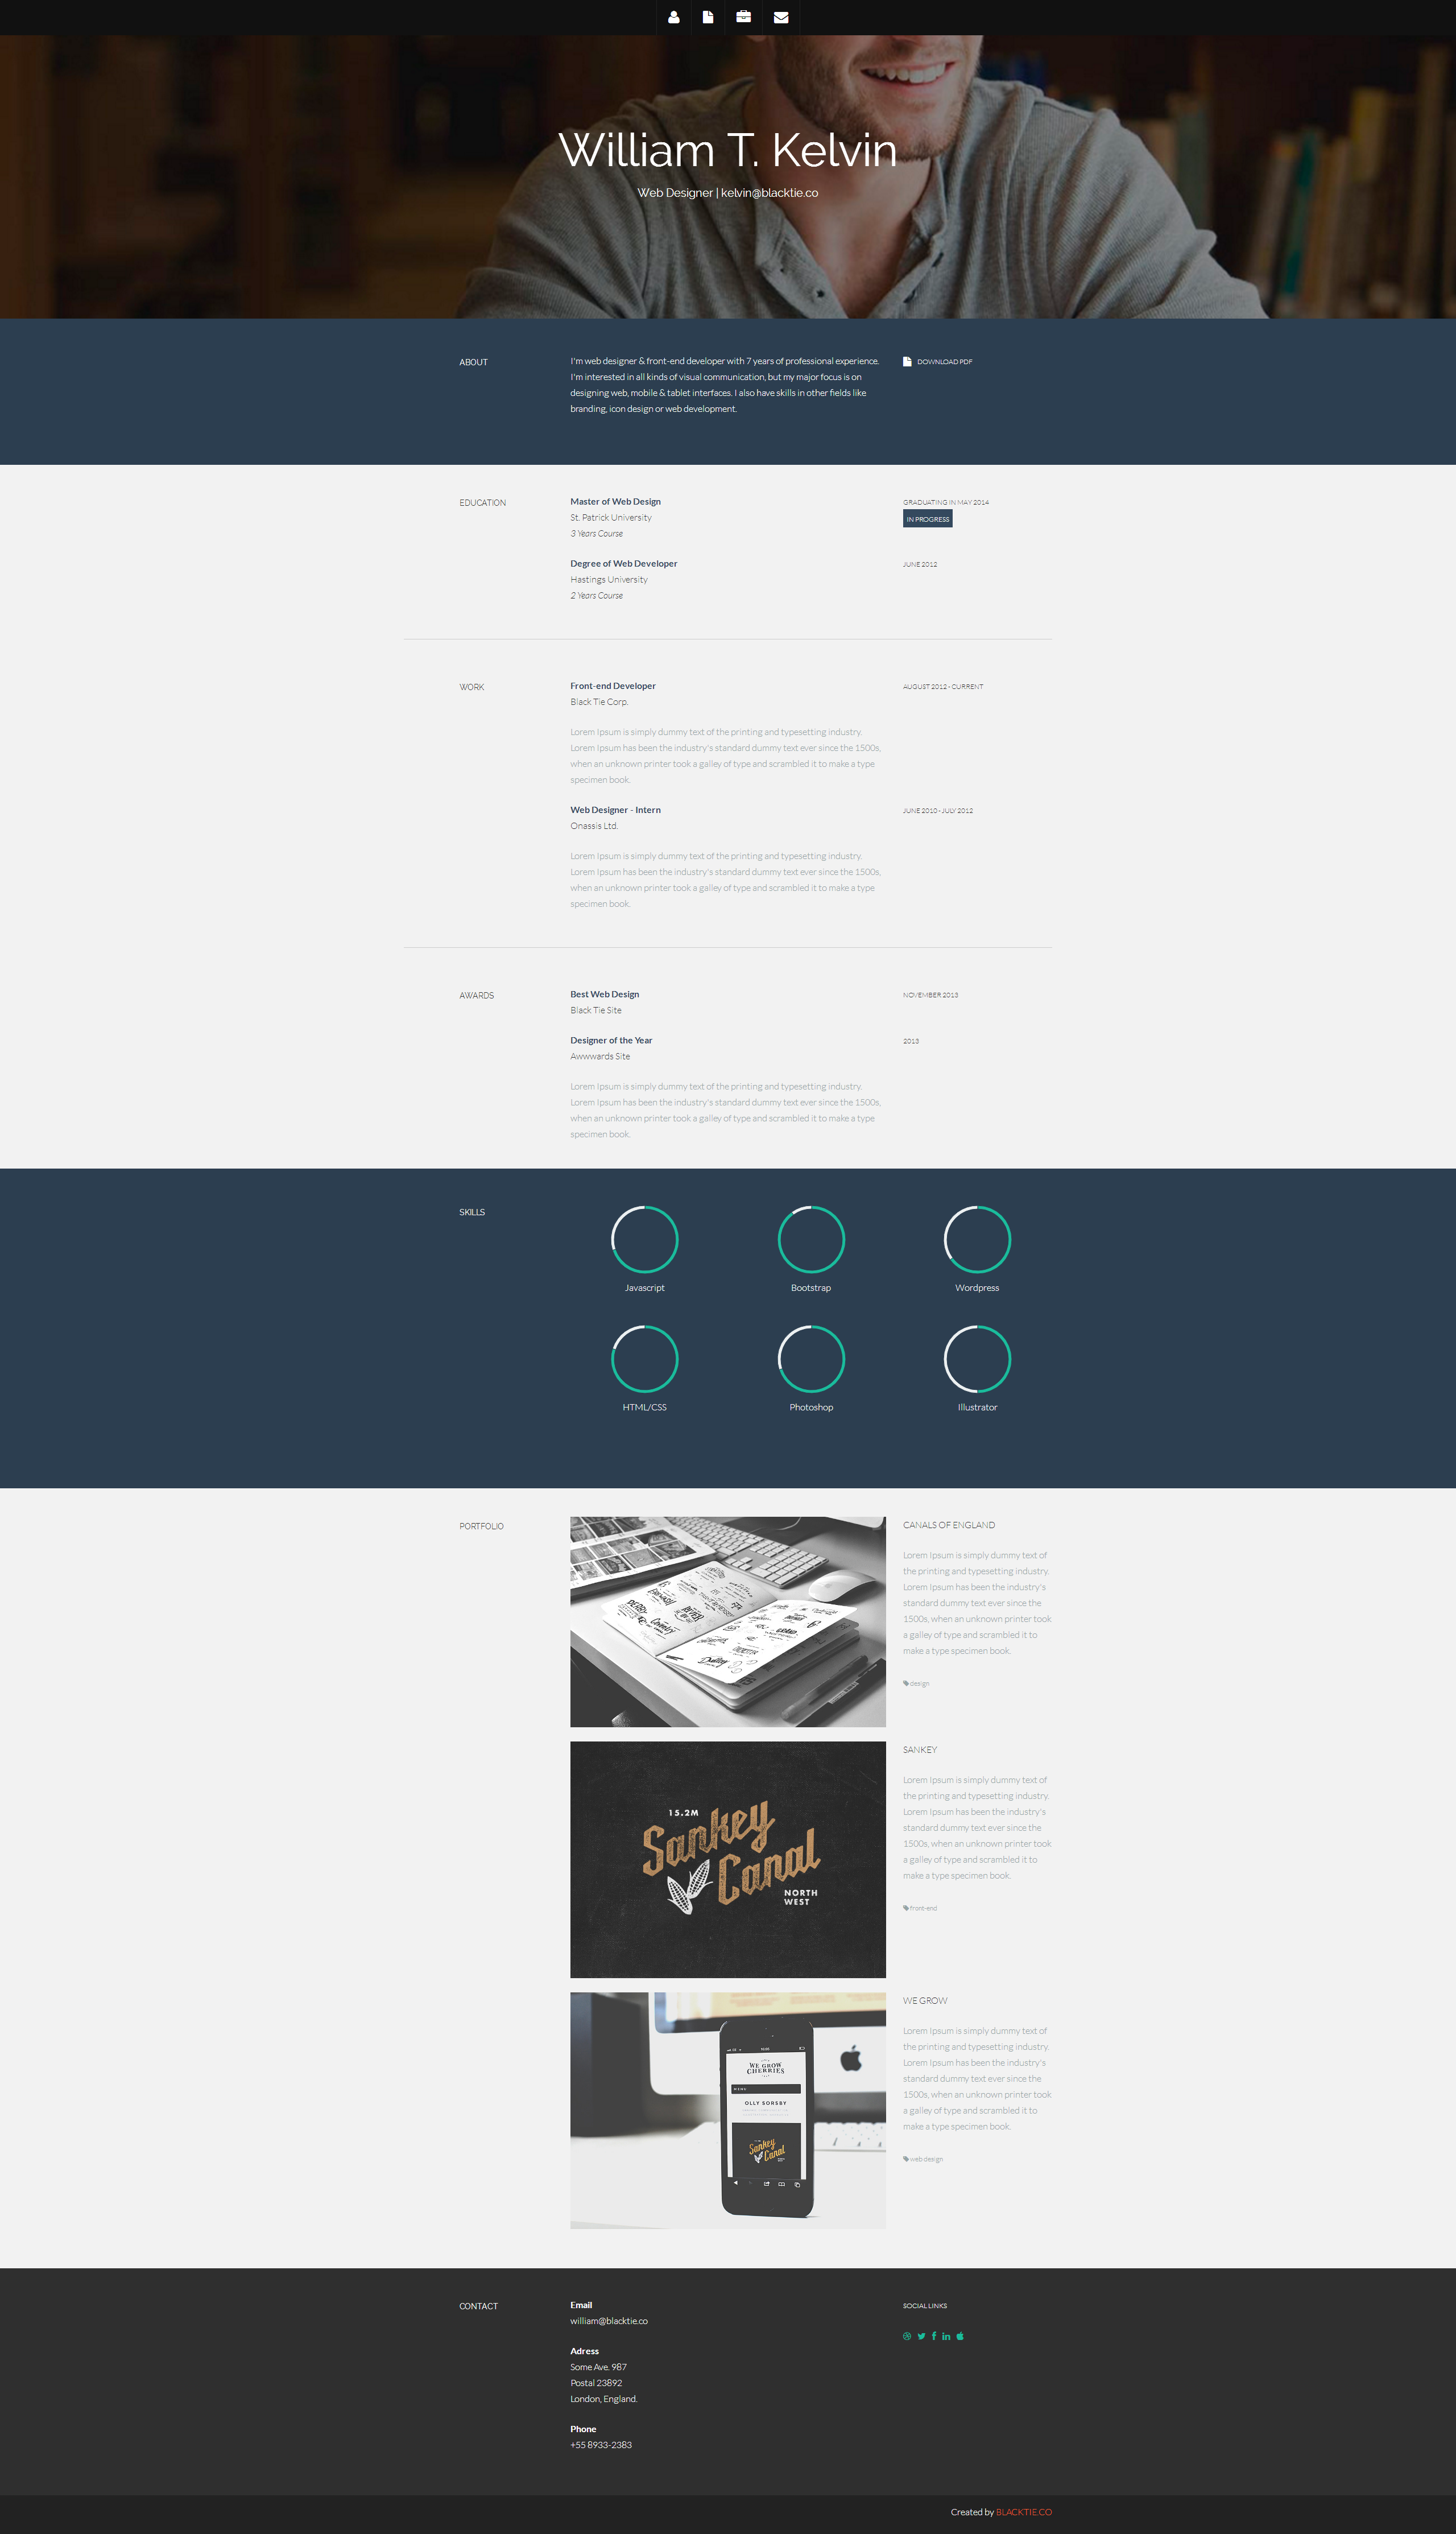 William T. Kelvin
Web Designer | kelvin@blacktie.co
ABOUT
I'm web designer & front-end developer with 7 years of professional experience.
I'm interested in all kinds of visual communication, but my major focus is on
designing web, mobile & tablet interfaces. I also have skills in other fields like
branding, icon design or web development.
DOWNLOAD PDF
EDUCATION
Master of Web Design
St. Patrick University
3 Years Course
GRADUATING IN MAY 2014
IN PROGRESS
Degree of Web Developer
Hastings University
2 Years Course
JUNE 2012
WORK
Front-end Developer
Black Tie Corp.
AUGUST 2012 - CURRENT
Lorem Ipsum is simply dummy text of the printing and typesetting industry.
Lorem Ipsum has been the industry's standard dummy text ever since the 1500s,
when an unknown printer took a galley of type and scrambled it to make a type
specimen book.
Web Designer - Intern
Onassis Ltd.
JUNE 2010 - JULY 2012
Lorem Ipsum is simply dummy text of the printing and typesetting industry.
Lorem Ipsum has been the industry's standard dummy text ever since the 1500s,
when an unknown printer took a galley of type and scrambled it to make a type
specimen book.
AWARDS
Best Web Design
Black Tie Site
NOVEMBER 2013
Designer of the Year
Awwwards Site
2013
Lorem Ipsum is simply dummy text of the printing and typesetting industry.
Lorem Ipsum has been the industry's standard dummy text ever since the 1500s,
when an unknown printer took a galley of type and scrambled it to make a type
specimen book.
SKILLS
Javascript
Bootstrap
Wordpress
HTML/CSS
Photoshop
Illustrator
PORTFOLIO
CANALS OF ENGLAND
Lorem Ipsum is simply dummy text of
the printing and typesetting industry.
Lorem Ipsum has been the industry's
standard dummy text ever since the
1500s, when an unknown printer took
a galley of type and scrambled it to
make a type specimen book.
design
15.2M
Sankey
Canal
NORTH
WEST
SANKEY
Lorem Ipsum is simply dummy text of
the printing and typesetting industry.
Lorem Ipsum has been the industry's
standard dummy text ever since the
1500s, when an unknown printer took
a galley of type and scrambled it to
make a type specimen book.
front-end
WE GROW
CHERRIES
MENU
OLLY SORSBY
Sankey
Canal
WE GROW
Lorem Ipsum is simply dummy text of
the printing and typesetting industry.
Lorem Ipsum has been the industry's
standard dummy text ever since the
1500s, when an unknown printer took
a galley of type and scrambled it to
make a type specimen book.
web design
CONTACT
Email
william@blacktie.co
Adress
Some Ave. 987
Postal 23892
London, England.
Phone
+55 8933-2383
SOCIAL LINKS
Created by BLACKTIE.CO